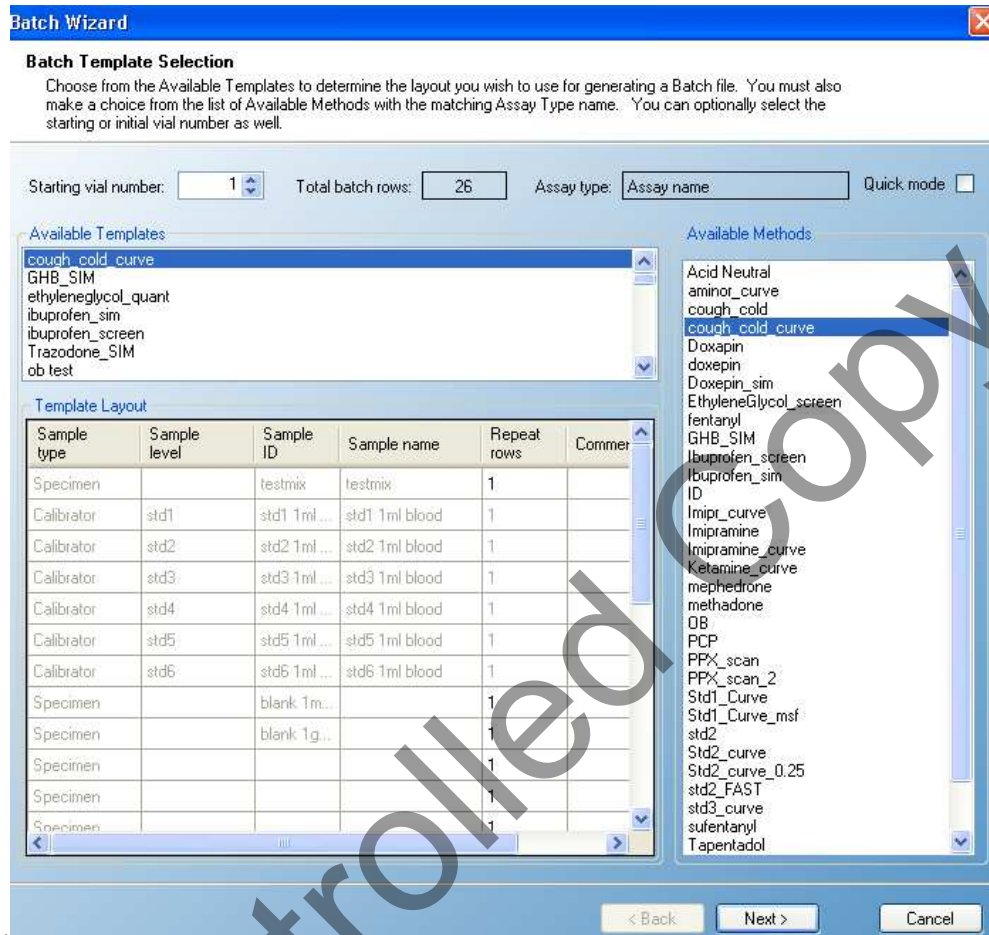 Batch Wizard
Batch Template Selection
Choose from the Available Templates to determine the layout you wish to use for generating a Batch file. You must also
make a choice from the list of Available Methods with the matching Assay Type name. You can optionally select the
starting or initial vial number as well.
Starting vial number: 1 Total batch rows: 26 Assay type: Assay name Quick mode
Available Templates
cough_cold_curve
GHB_SIM
ethyleneglycol_quant
ibuprofen_sim
ibuprofen_screen
Trazodone_SIM
ob test
Template Layout
Sample type Sample level Sample ID Sample name Repeat rows Commer
Specimen testmix testmix 1
Calibrator std1 std1 1ml ... std1 1ml blood 1
Calibrator std2 std2 1ml ... std2 1ml blood 1
Calibrator std3 std3 1ml ... std3 1ml blood 1
Calibrator std4 std4 1ml ... std4 1ml blood 1
Calibrator std5 std5 1ml ... std5 1ml blood 1
Calibrator std6 std6 1ml ... std6 1ml blood 1
Specimen blank 1m... 1
Specimen blank 1g... 1
Specimen 1
Specimen 1
Specimen 1
Available Methods
Acid Neutral
aminor_curve
cough_cold
cough_cold_curve
Doxapin
doxepin
Doxepin_sim
EthyleneGlycol_screen
fentanyl
GHB_SIM
Ibuprofen_screen
Ibuprofen_sim
ID
Imipr_curve
Imipramine
Imipramine_curve
Ketamine_curve
mephedrone
methadone
OB
PCP
PPX_scan
PPX_scan_2
Std1_Curve
Std1_Curve_msf
std2
Std2_curve
Std2_curve_0.25
std2_FAST
std3_curve
sufentanyl
Tapentadol
< Back Next > Cancel
trolled Copy